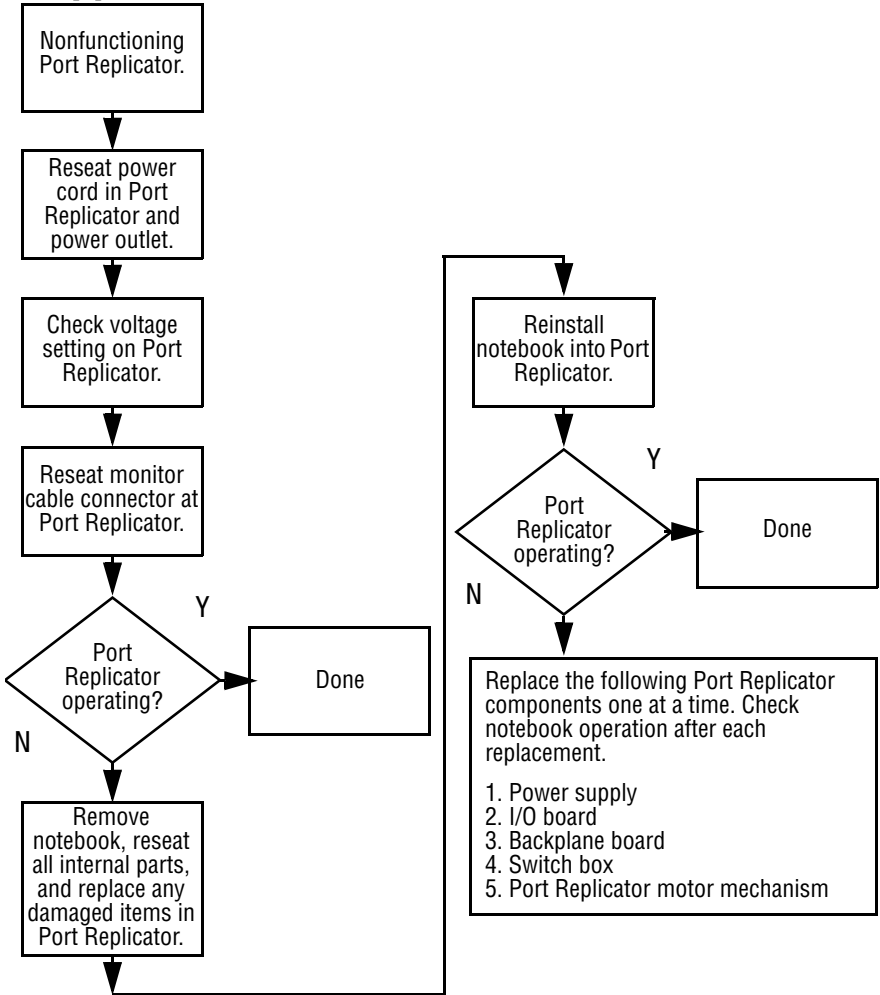 Nonfunctioning
Port Replicator.
Reseat power
cord in Port
Replicator and
power outlet.
Check voltage
setting on Port
Replicator.
Reseat monitor
cable connector at
Port Replicator.
Port
Replicator
operating?
Y
Done
N
Remove
notebook, reseat
all internal parts,
and replace any
damaged items in
Port Replicator.
Reinstall
notebook into Port
Replicator.
Port
Replicator
operating?
Y
Done
N
Replace the following Port Replicator
components one at a time. Check
notebook operation after each
replacement.
1. Power supply
2. I/O board
3. Backplane board
4. Switch box
5. Port Replicator motor mechanism